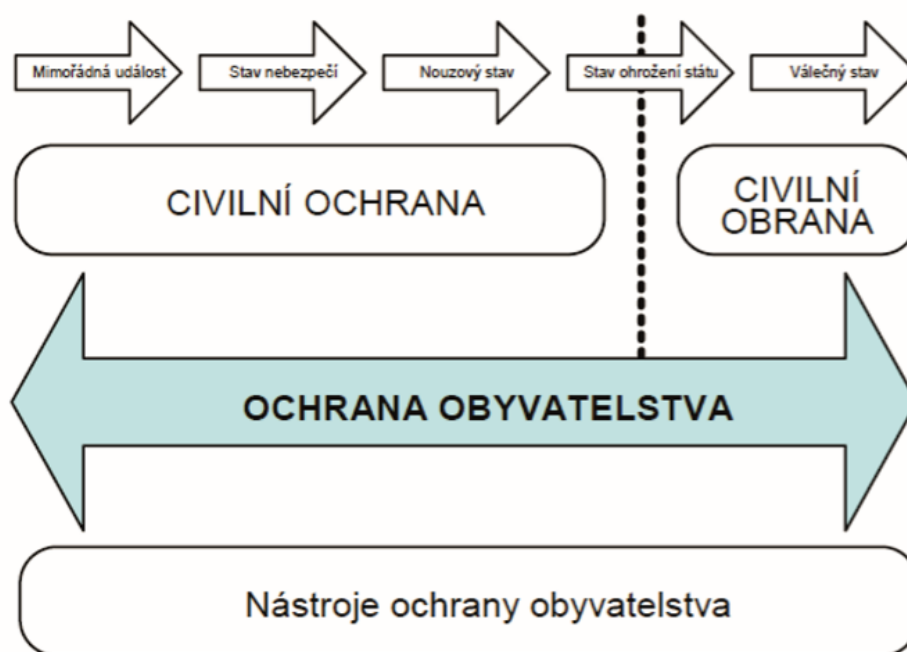 Mimořádná událost
Stav nebezpečí
Nouzový stav
Stav ohrožení státu
Válečný stav
CIVILNÍ OCHRANA
CIVILNÍ
OBRANA
OCHRANA OBYVATELSTVA
Nástroje ochrany obyvatelstva